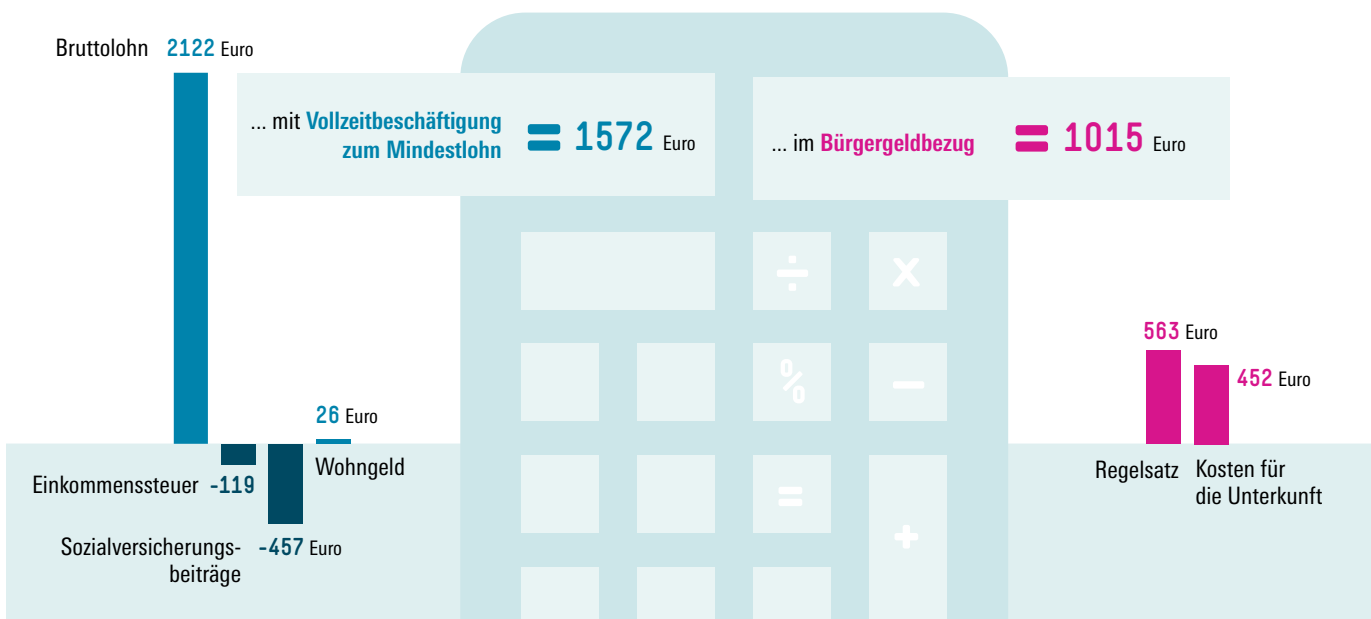 Bruttolohn 2122 Euro
... mit Vollzeitbeschäftigung
zum Mindestlohn
= 1572 Euro
... im Bürgergeldbezug = 1015 Euro
÷ x
% −
=
+
26 Euro
Wohngeld
Einkommenssteuer -119
Sozialversicherungs-
beiträge
-457 Euro
563 Euro
452 Euro
Regelsatz
Kosten für
die Unterkunft